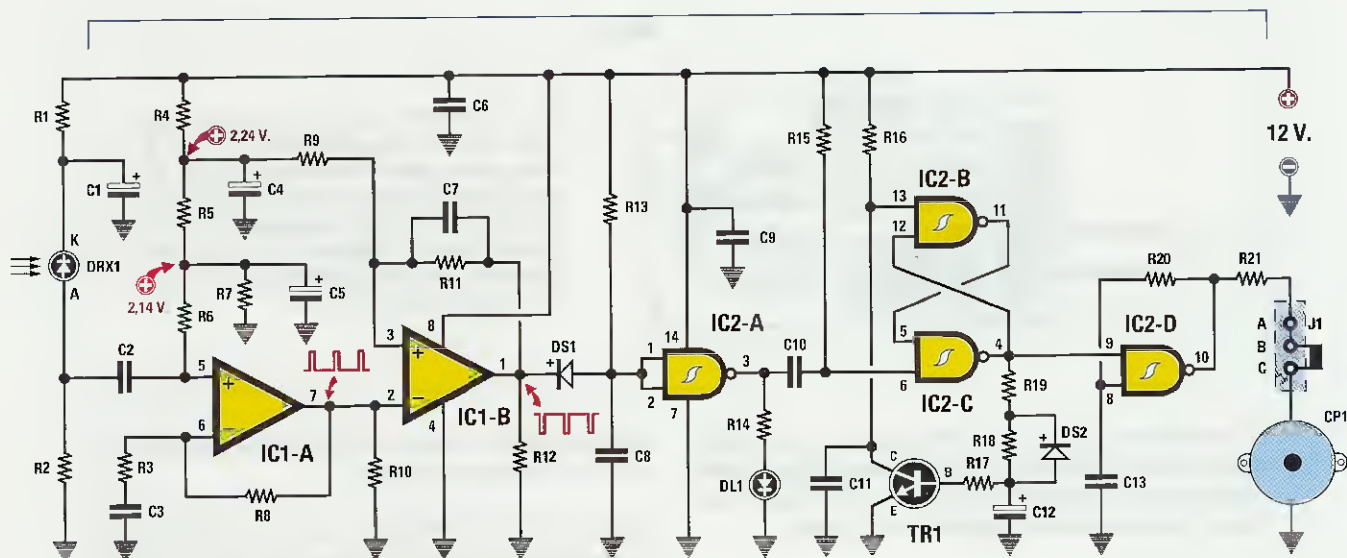 R1
C1
+
K
DRX1
A
R2
C2
R4
2,24 V.
R5
+
C4
R9
2,14 V.
R6
R7
+
C5
R3
C3
5
+
6
−
7
IC1-A
R8
R10
C6
C7
R11
3
+
8
2
−
4
1
IC1-B
DS1
+
R12
R13
C8
1
2
14
7
3
IC2-A
C9
R14
DL1
C10
R15
R16
IC2-B
13
12
11
5
6
4
IC2-C
C11
C
B
E
TR1
R17
R18
R19
DS2
+
+
C12
9
8
10
IC2-D
C13
R20
R21
A
B
C
J1
CP1
+
12 V.
−